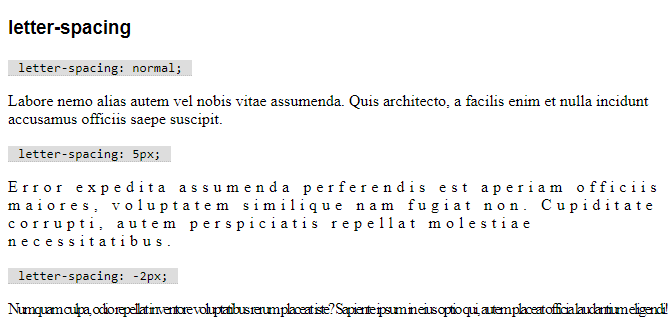 letter-spacing
letter-spacing: normal;
Labore nemo alias autem vel nobis vitae assumenda. Quis architecto, a facilis enim et nulla incidunt
accusamus officiis saepe suscipit.
letter-spacing: 5px;
Error expedita assumenda perferendis est aperiam officiis
maiores, voluptatem similique nam fugiat non. Cupiditate
corrupti, autem perspiciatis repellat molestiae
necessitatibus.
letter-spacing: -2px;
Numquam culpa, odio repellat inventore voluptatibus rerum placeat iste? Sapiente ipsum in eius optio qui, autem placeat officia laudantium eligendi!